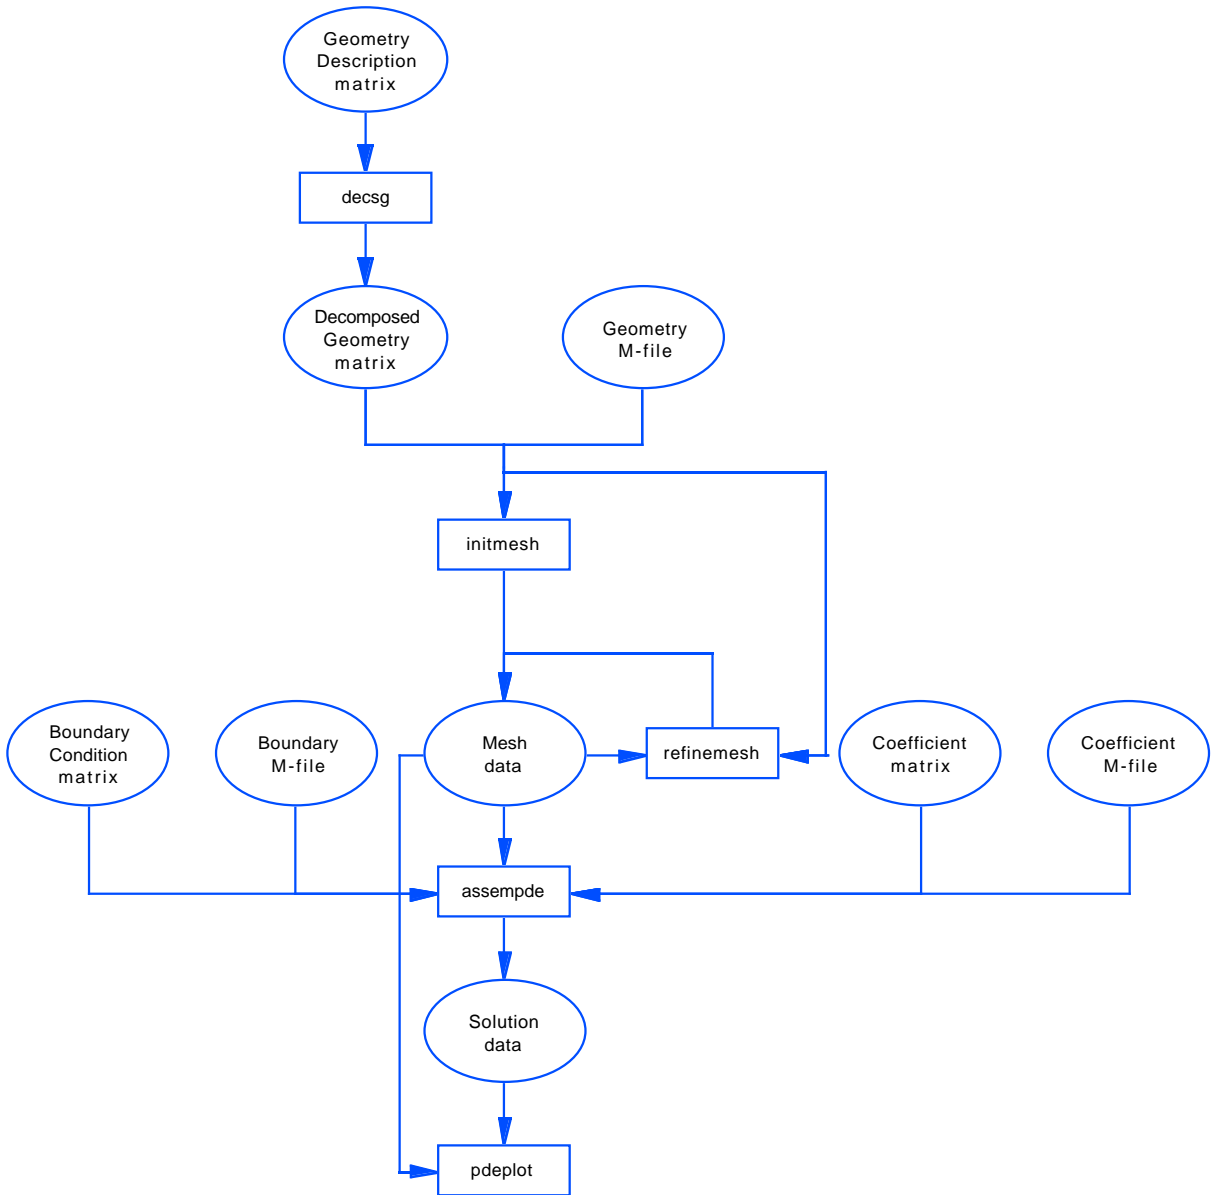 Geometry
Description
matrix
decsg
Decomposed
Geometry
matrix
Geometry
M-file
initmesh
Boundary
Condition
matrix
Boundary
M-file
Mesh
data
refinemesh
Coefficient
matrix
Coefficient
M-file
assempde
Solution
data
pdeplot